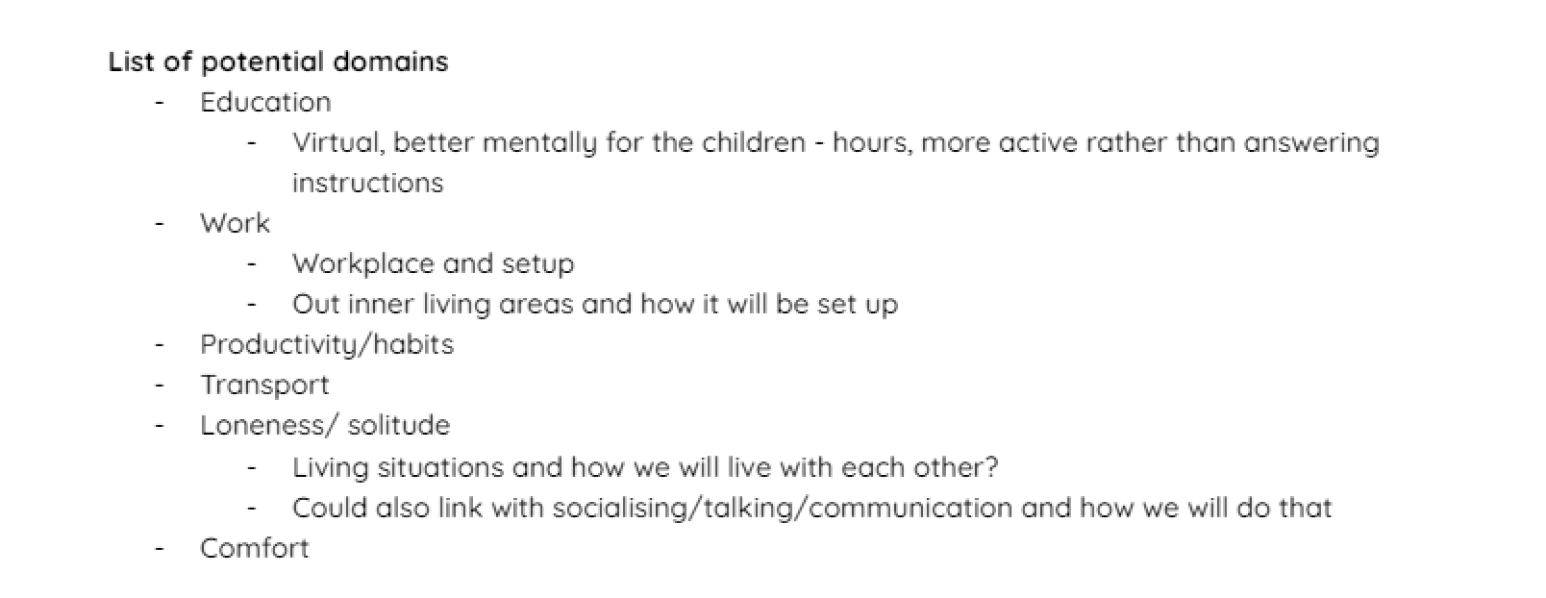 List of potential domains
- Education
- Virtual, better mentally for the children - hours, more active rather than answering
instructions
- Work
- Workplace and setup
- Out inner living areas and how it will be set up
- Productivity/habits
- Transport
- Loneness/ solitude
- Living situations and how we will live with each other?
- Could also link with socialising/talking/communication and how we will do that
- Comfort